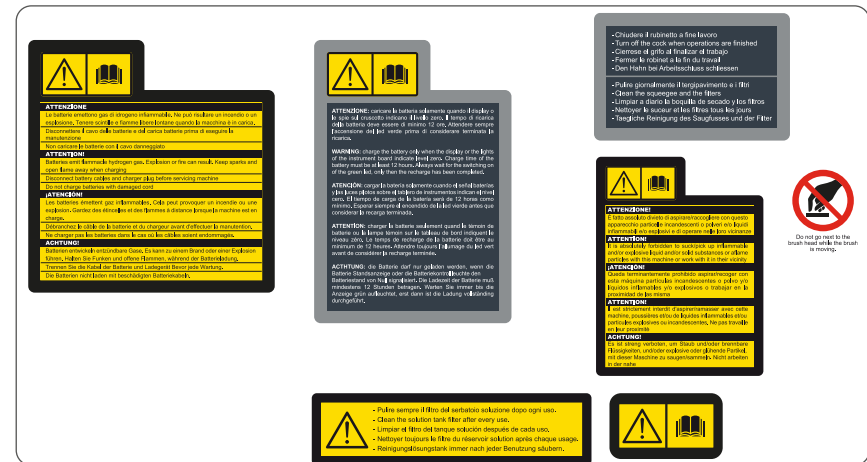 ATTENZIONE
Le batterie emettono gas di idrogeno infiammabile. Ne può risultare un incendio o un
esplosione, Tenere scintille e fiamme libere lontane quando la macchina è in carica.
Disconnettere il cavo delle batterie e del carica batterie prima di eseguire la
manutenzione
Non caricare le batterie con il cavo danneggiato
ATTENTION!
Batteries emit flammable hydrogen gas. Explosion or fire can result. Keep sparks and
open flame away when charging
Disconnect battery cables and charger plug before servicing machine
Do not charge batteries with damaged cord
¡ATENCIÓN!
Les batteries émettent gaz inflammables. Cela peut provoquer un incendie ou une
explosion. Gardez des étincelles et des flammes à distance lorsque la machine est en
charge.
Débranchez le câble de la batterie et du chargeur avant d'effectuer la manutention.
Ne charger pas les batteries dans le cas où les câbles soient endommagés.
ACHTUNG!
Batterien entwickeln entzündbare Gase, Es kann zu einem Brand oder einer Explosion
führen. Halten Sie Funken und offene Flammen, während der Batterieladung,
Trennen Sie die Kabel der Batterie und Ladegerät Bevor jede Wartung.
Die Batterien nicht laden mit beschädigten Batteriekabeln.
ATTENZIONE: caricare la batteria solamente quando il display o
le spie sul cruscotto indicano il livello zero. Il tempo di ricarica
della batteria deve essere di minimo 12 ore, Attendere sempre
l'accensione del led verde prima di considerare terminata la
ricarica.
WARNING: charge the battery only when the display or the lights
of the instrument board indicate level zero. Charge time of the
battery must be at least 12 hours. Always wait for the switching on
of the green led, only then the recharge has been completed.
ATENCIÓN: cargar la bateria solamente cuando el señal baterias
y las luces pilotos sobre el tablero de instrumentos indican el nivel
zero. El tiempo de carga de la bateria será de 12 horas como
minimo. Esperar siempre el encendido de la led vierde antes que
considerar la recarga terminada.
ATTENTION: charger la batterie seulement quand le témoin de
batterie ou la lampe témoin sur le tableau de bord indiquent le
niveau zéro, Le temps de recharge de la batterie doit être au
minimum de 12 heures. Attendre toujours l'allumage du led vert
avant de considérer la recharge terminée.
ACHTUNG: die Batterie darf nur geladen werden, wenn die
Batterie Standsanzeige oder die Batteriekontrolleuchte den
Batteriestand von Null signalisiert. Die Ladezeit der Batterie muß
mindestens 12 Stunden betragen. Warten Sie immer bis die
Anzeige grün aufleuchtet, erst dann ist die Ladung vollständing
durchgeführt.
- Chiudere il rubinetto a fine lavoro
- Turn off the cock when operations are finished
- Cierrese el grifo al finalizar el trabajo
- Fermer le robinet a la fin du travail
- Den Hahn bei Arbeitsschluss schliessen
- Pulire giornalmente il tergipavimento e i filtri
- Clean the squeegee and the filters
- Limpiar a diario la boquilla de secado y los filtros
- Nettoyer le suceur et les filtres tous les jours
- Taegliche Reinigung des Saugfusses und der Filter
ATTENZIONE!
È fatto assoluto divieto di aspirare/raccogliere con questo
apparecchio particelle incandescenti o polveri e/o liquidi
infiammabili e/o esplosivi e di operare nelle loro vicinanze
ATTENTION!
It is absolutely forbidden to suck/pick up inflammable
and/or explosive liquid and/or solid substances or aflame
particles with this machine or work with it in their vicinity
¡ATENCIÓN!
Queda terminantemente prohibido aspirar/recoger con
esta máquina particulas incandescentes o polvo y/o
liquidos inflamables y/o explosivos o trabajar en la
proximidad de las misma
ATTENTION!
Il est strictement interdit d'aspirer/ramasser avec cette
machine, poussières et/ou de liquides inflammables et/ou
particules explosives ou incandescentes, Ne pas travaille
en leur proximité
ACHTUNG!
Es ist streng verboten, um Staub und/oder brennbare
Flüssigkeiten, und/oder explosive oder glühende Partikel,
mit dieser Maschine zu saugen/sammeln. Nicht arbeiten
in der nahe
Do not go next to the
brush head while the brush
is moving.
- Pulire sempre il filtro del serbatoio soluzione dopo ogni uso.
- Clean the solution tank filter after every use.
- Limpiar el filtro del tanque solución después de cada uso.
- Nettoyer toujours le filtre du réservoir solution après chaque usage.
- Reinigungslösungstank immer nach jeder Benutzung säubern.